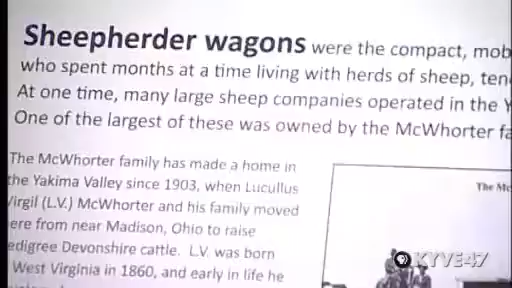 Sheepherder wagons were the compact, mob
who spent months at a time living with herds of sheep, ten
At one time, many large sheep companies operated in the Y
One of the largest of these was owned by the McWhorter fa
The McWhorter family has made a home in
the Yakima Valley since 1903, when Lucullus
Virgil (L.V.) McWhorter and his family moved
ere from near Madison, Ohio to raise
edigree Devonshire cattle. L.V. was born
West Virginia in 1860, and early in life he
The Mc
KYVE47